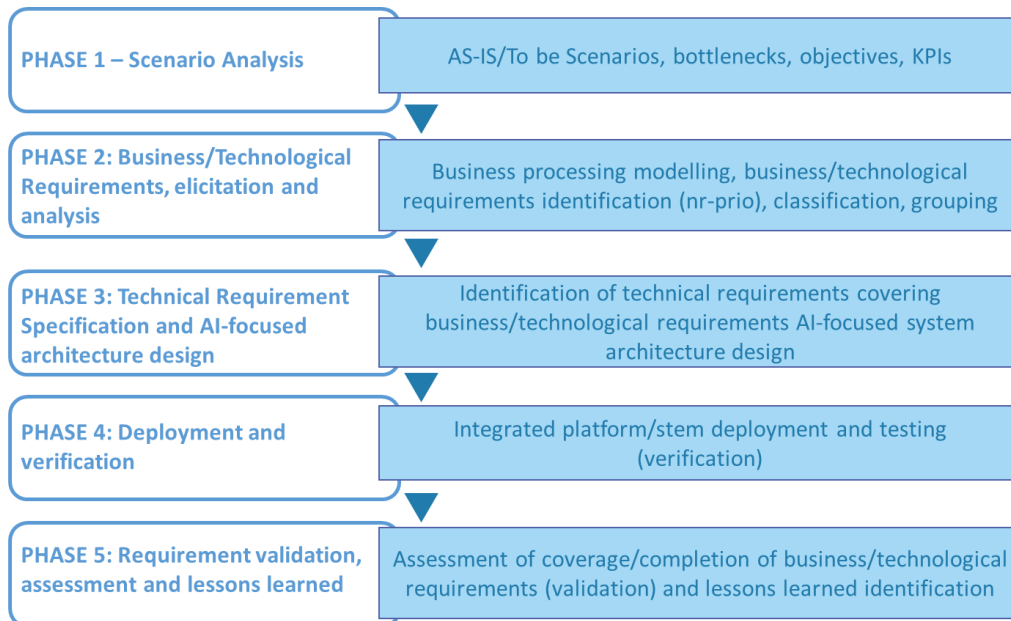 PHASE 1 – Scenario Analysis
AS-IS/To be Scenarios, bottlenecks, objectives, KPIs
PHASE 2: Business/Technological
Requirements, elicitation and
analysis
Business processing modelling, business/technological
requirements identification (nr-prio), classification, grouping
PHASE 3: Technical Requirement
Specification and AI-focused
architecture design
Identification of technical requirements covering
business/technological requirements AI-focused system
architecture design
PHASE 4: Deployment and
verification
Integrated platform/stem deployment and testing
(verification)
PHASE 5: Requirement validation,
assessment and lessons learned
Assessment of coverage/completion of business/technological
requirements (validation) and lessons learned identification